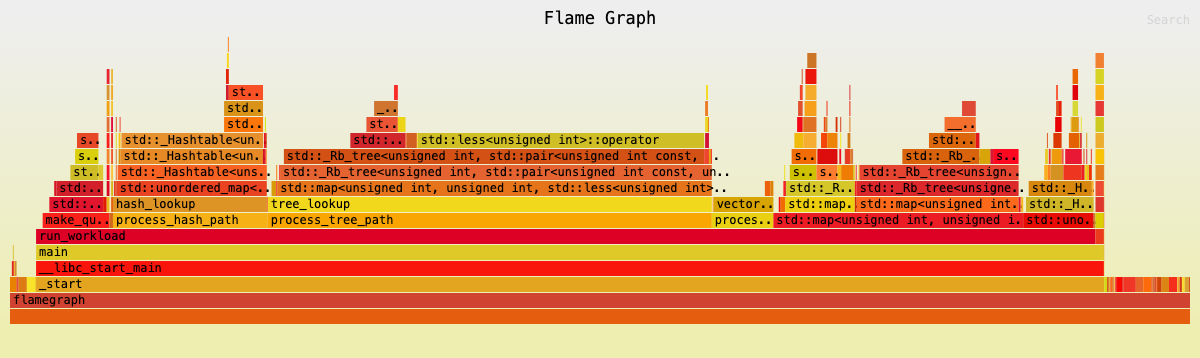 Flame Graph
Search
st..
std..
_..
std..
st..
__..
s..
std::_Hashtable<un..
std::..
std::less<unsigned int>::operator
std:..
s..
std::_Hashtable<un..
std::_Rb_tree<unsigned int, std::pair<unsigned int const, ..
s..
std::_Rb_..
s..
st..
std::_Hashtable<uns..
std::_Rb_tree<unsigned int, std::pair<unsigned int const, un..
s..
s..
std::_Rb_tree<unsign..
std:..
std::unordered_map<..
std::map<unsigned int, unsigned int, std::less<unsigned int>..
std::_R..
std::_Rb_tree<unsigne..
std::_H..
std::..
hash_lookup
tree_lookup
vector..
std::map..
std::map<unsigned int..
std::_H..
make_qu..
process_hash_path
process_tree_path
proces..
std::map<unsigned int, unsigned i..
std::uno..
run_workload
main
__libc_start_main
_start
flamegraph